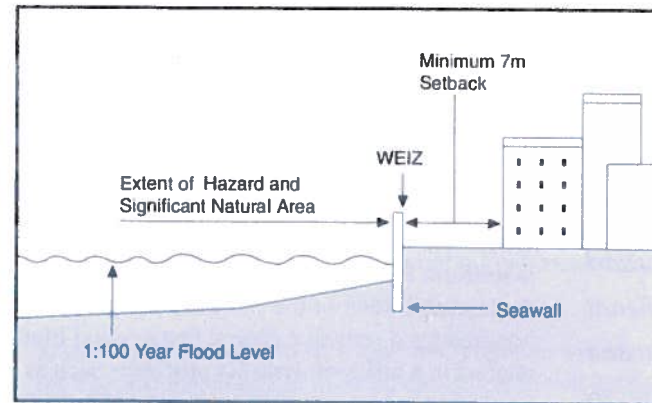 Minimum 7m
Setback
WEIZ
Extent of Hazard and
Significant Natural Area
Seawall
1:100 Year Flood Level